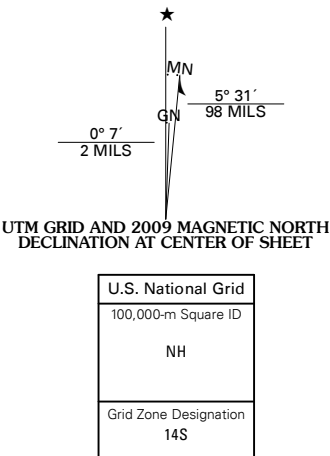 MN
GN
5° 31´
98 MILS
0° 7´
2 MILS
UTM GRID AND 2009 MAGNETIC NORTH
DECLINATION AT CENTER OF SHEET
U.S. National Grid
100,000-m Square ID
NH
Grid Zone Designation
14S